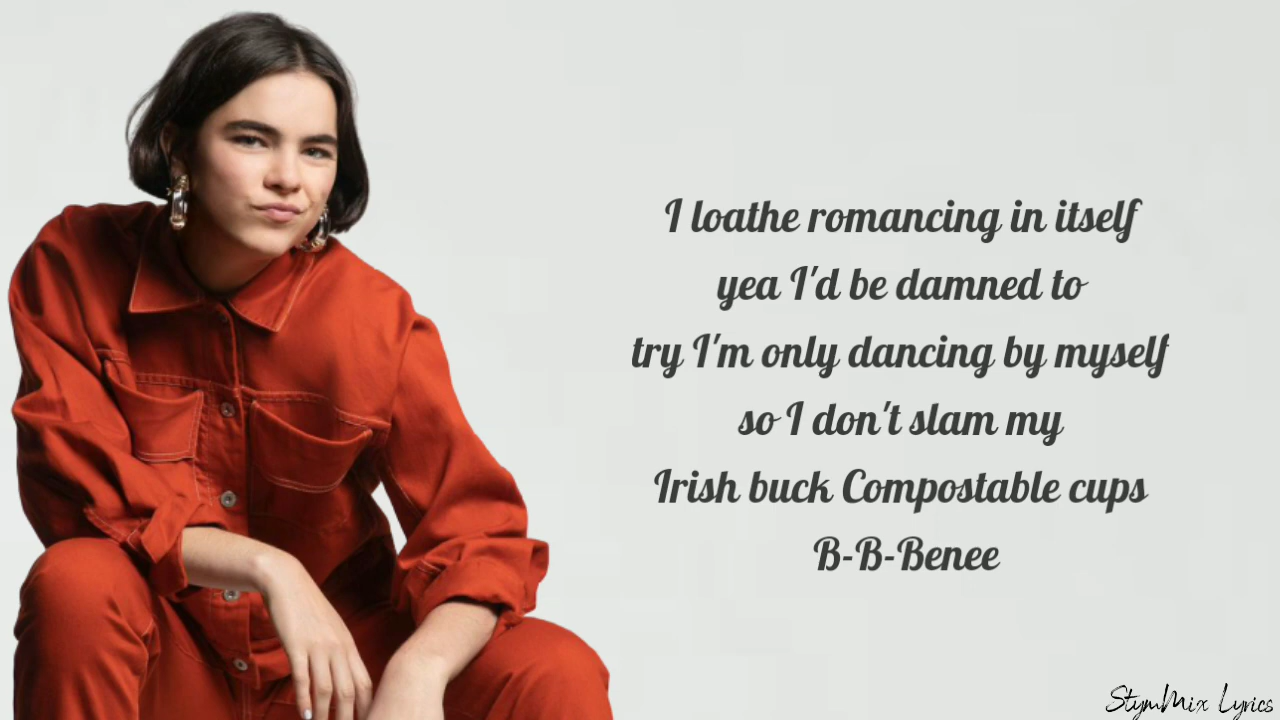 I loathe romancing in itself
yea I'd be damned to
try I'm only dancing by myself
so I don't slam my
Irish buck Compostable cups
B-B-Benee
StymMix Lyrics